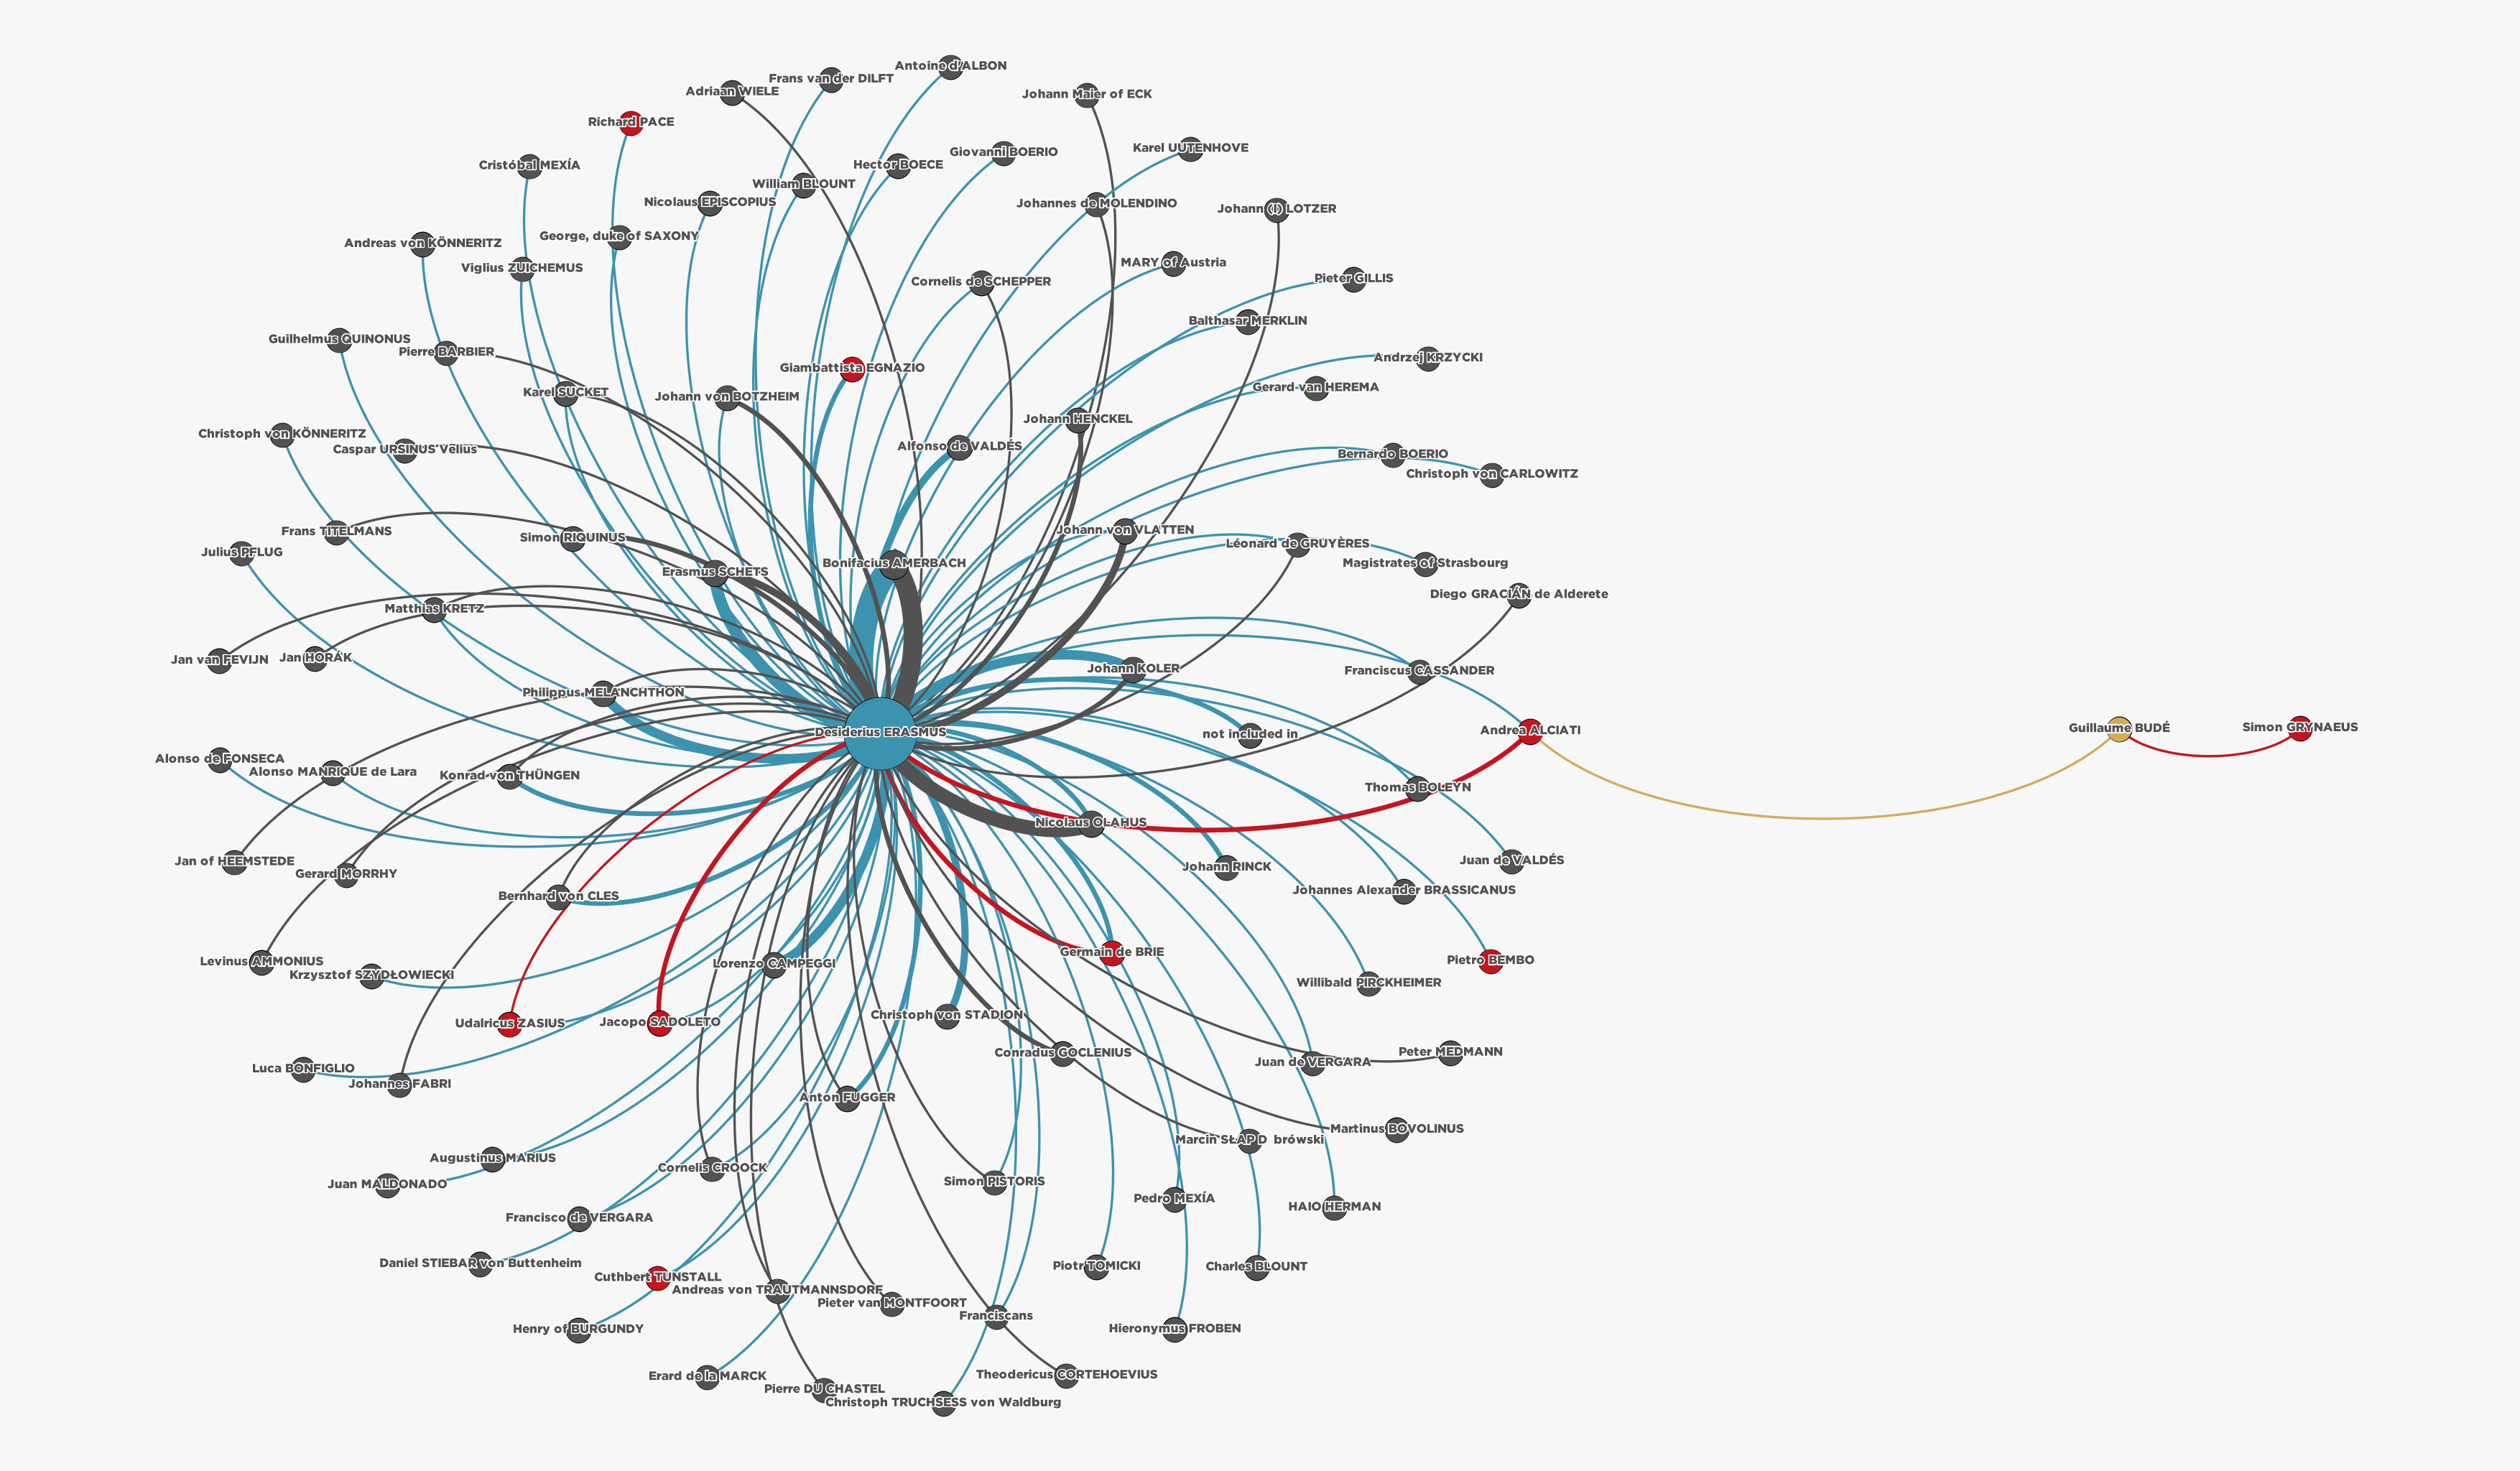 Antoine d'ALBON
Frans van der DILFT
Adriaan WIELE
Johann Maier of ECK
Richard PACE
Karel UUTENHOVE
Giovanni BOERIO
Hector BOECE
Cristóbal MEXÍA
William BLOUNT
Nicolaus EPISCOPIUS
Johannes de MOLENDINO
Johann (I) LOTZER
George, duke of SAXONY
Andreas von KÖNNERITZ
MARY of Austria
Viglius ZUICHEMUS
Pieter GILLIS
Cornelis de SCHEPPER
Balthasar MERKLIN
Guilhelmus QUINONUS
Pierre BARBIER
Andrzej KRZYCKI
Giambattista EGNAZIO
Gerard van HEREMA
Karel SUCKET
Johann von BOTZHEIM
Johann HENCKEL
Christoph von KÖNNERITZ
Alfonso de VALDÉS
Caspar URSINUS Velius
Bernardo BOERIO
Christoph von CARLOWITZ
Frans TITELMANS
Johann von VLATTEN
Simon RIQUINUS
Léonard de GRUYÈRES
Julius PFLUG
Bonifacius AMERBACH
Magistrates of Strasbourg
Erasmus SCHETS
Diego GRACIÁN de Alderete
Matthias KRETZ
Jan HORÁK
Jan van FEVIJN
Johann KOLER
Franciscus CASSANDER
Philippus MELANCHTHON
Guillaume BUDÉ
Simon GRYNAEUS
Andrea ALCIATI
Desiderius ERASMUS
not included in
Alonso de FONSECA
Alonso MANRIQUE de Lara
Konrad von THÜNGEN
Thomas BOLEYN
Nicolaus OLAHUS
Juan de VALDÉS
Jan of HEEMSTEDE
Johann RINCK
Gerard MORRHY
Johannes Alexander BRASSICANUS
Bernhard von CLES
Germain de BRIE
Pietro BEMBO
Levinus AMMONIUS
Lorenzo CAMPEGGI
Krzysztof SZYDŁOWIECKI
Willibald PIRCKHEIMER
Christoph von STADION
Jacopo SADOLETO
Udalricus ZASIUS
Conradus GOCLENIUS
Peter MEDMANN
Juan de VERGARA
Luca BONFIGLIO
Johannes FABRI
Anton FUGGER
Martinus BOVOLINUS
Marcin SŁAP D brówski
Augustinus MARIUS
Cornelis CROOCK
Simon PISTORIS
Juan MALDONADO
Pedro MEXÍA
HAIO HERMAN
Francisco de VERGARA
Daniel STIEBAR von Buttenheim
Piotr TOMICKI
Charles BLOUNT
Cuthbert TUNSTALL
Andreas von TRAUTMANNSDORF
Pieter van MONTFOORT
Franciscans
Henry of BURGUNDY
Hieronymus FROBEN
Theodericus CORTEHOEVIUS
Erard de la MARCK
Pierre DU CHASTEL
Christoph TRUCHSESS von Waldburg